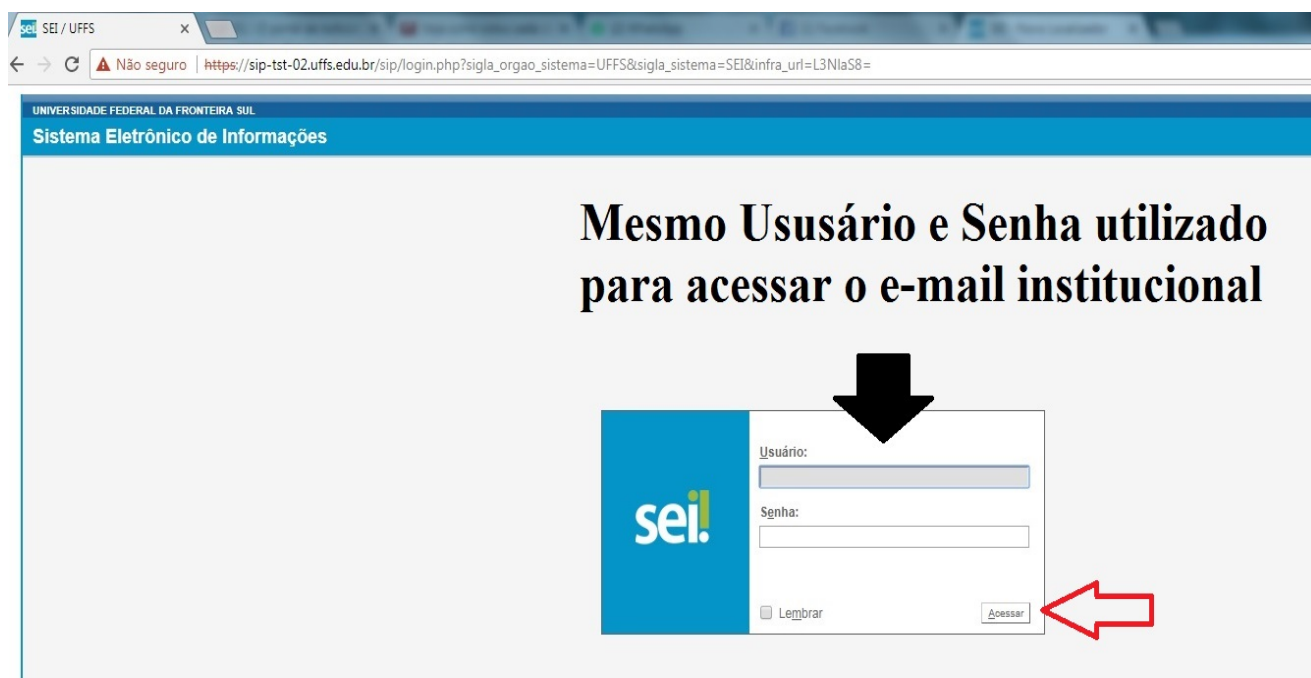 SEI / UFFS
Não seguro | https://sip-tst-02.uffs.edu.br/sip/login.php?sigla_orgao_sistema=UFFS&sigla_sistema=SEI&infra_url=L3NlaS8=
UNIVERSIDADE FEDERAL DA FRONTEIRA SUL
Sistema Eletrônico de Informações
Mesmo Ususário e Senha utilizado
para acessar o e-mail institucional
Usuário:
sei!
Senha:
Lembrar
Acessar